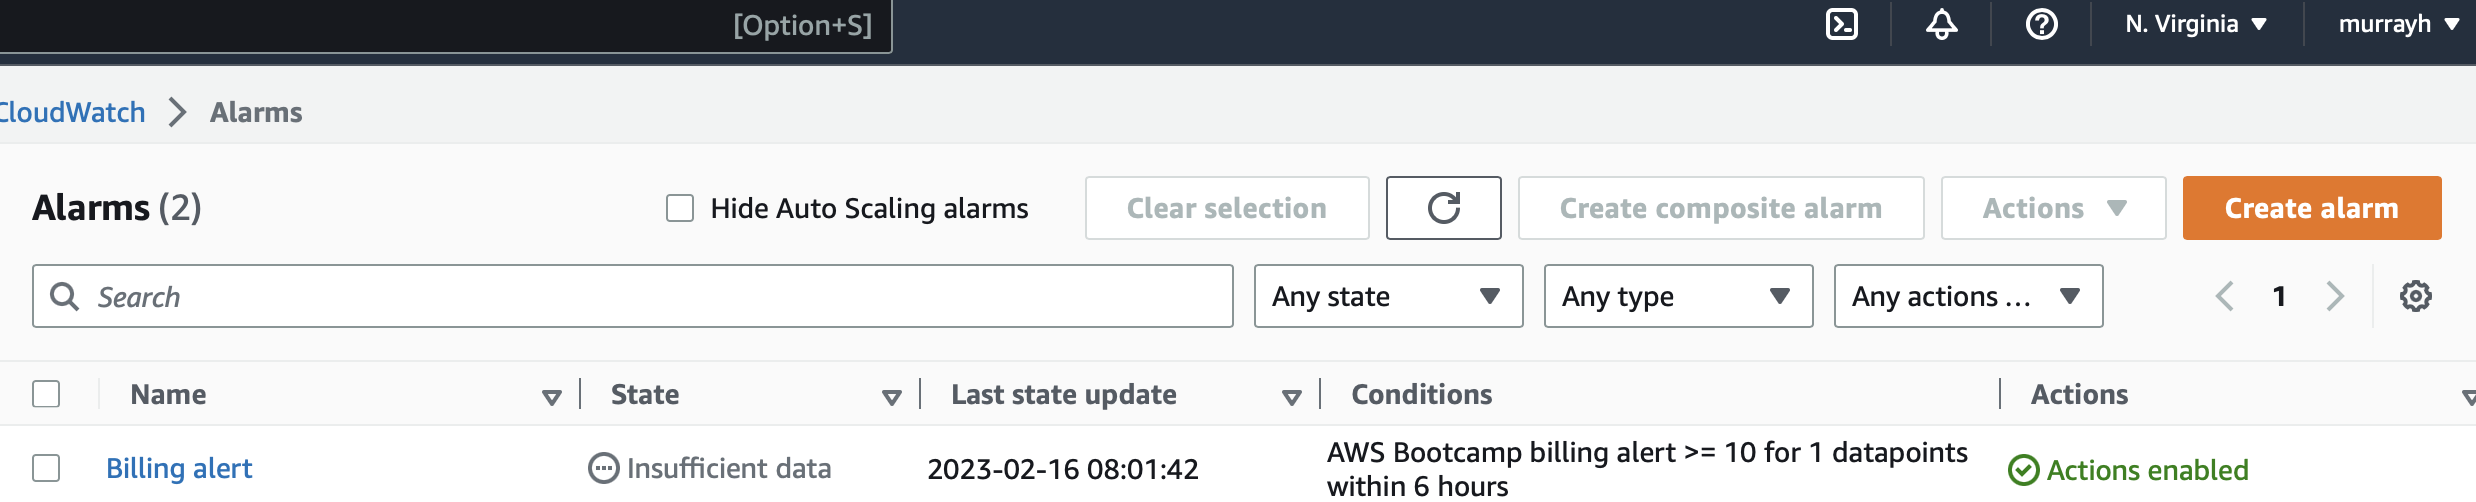 [Option+S]
N. Virginia
murrayh
CloudWatch
Alarms
Alarms (2)
Hide Auto Scaling alarms
Clear selection
Create composite alarm
Actions
Create alarm
Search
Any state
Any type
Any actions ...
1
Name
State
Last state update
Conditions
Actions
Billing alert
Insufficient data
2023-02-16 08:01:42
AWS Bootcamp billing alert >= 10 for 1 datapoints
within 6 hours
Actions enabled